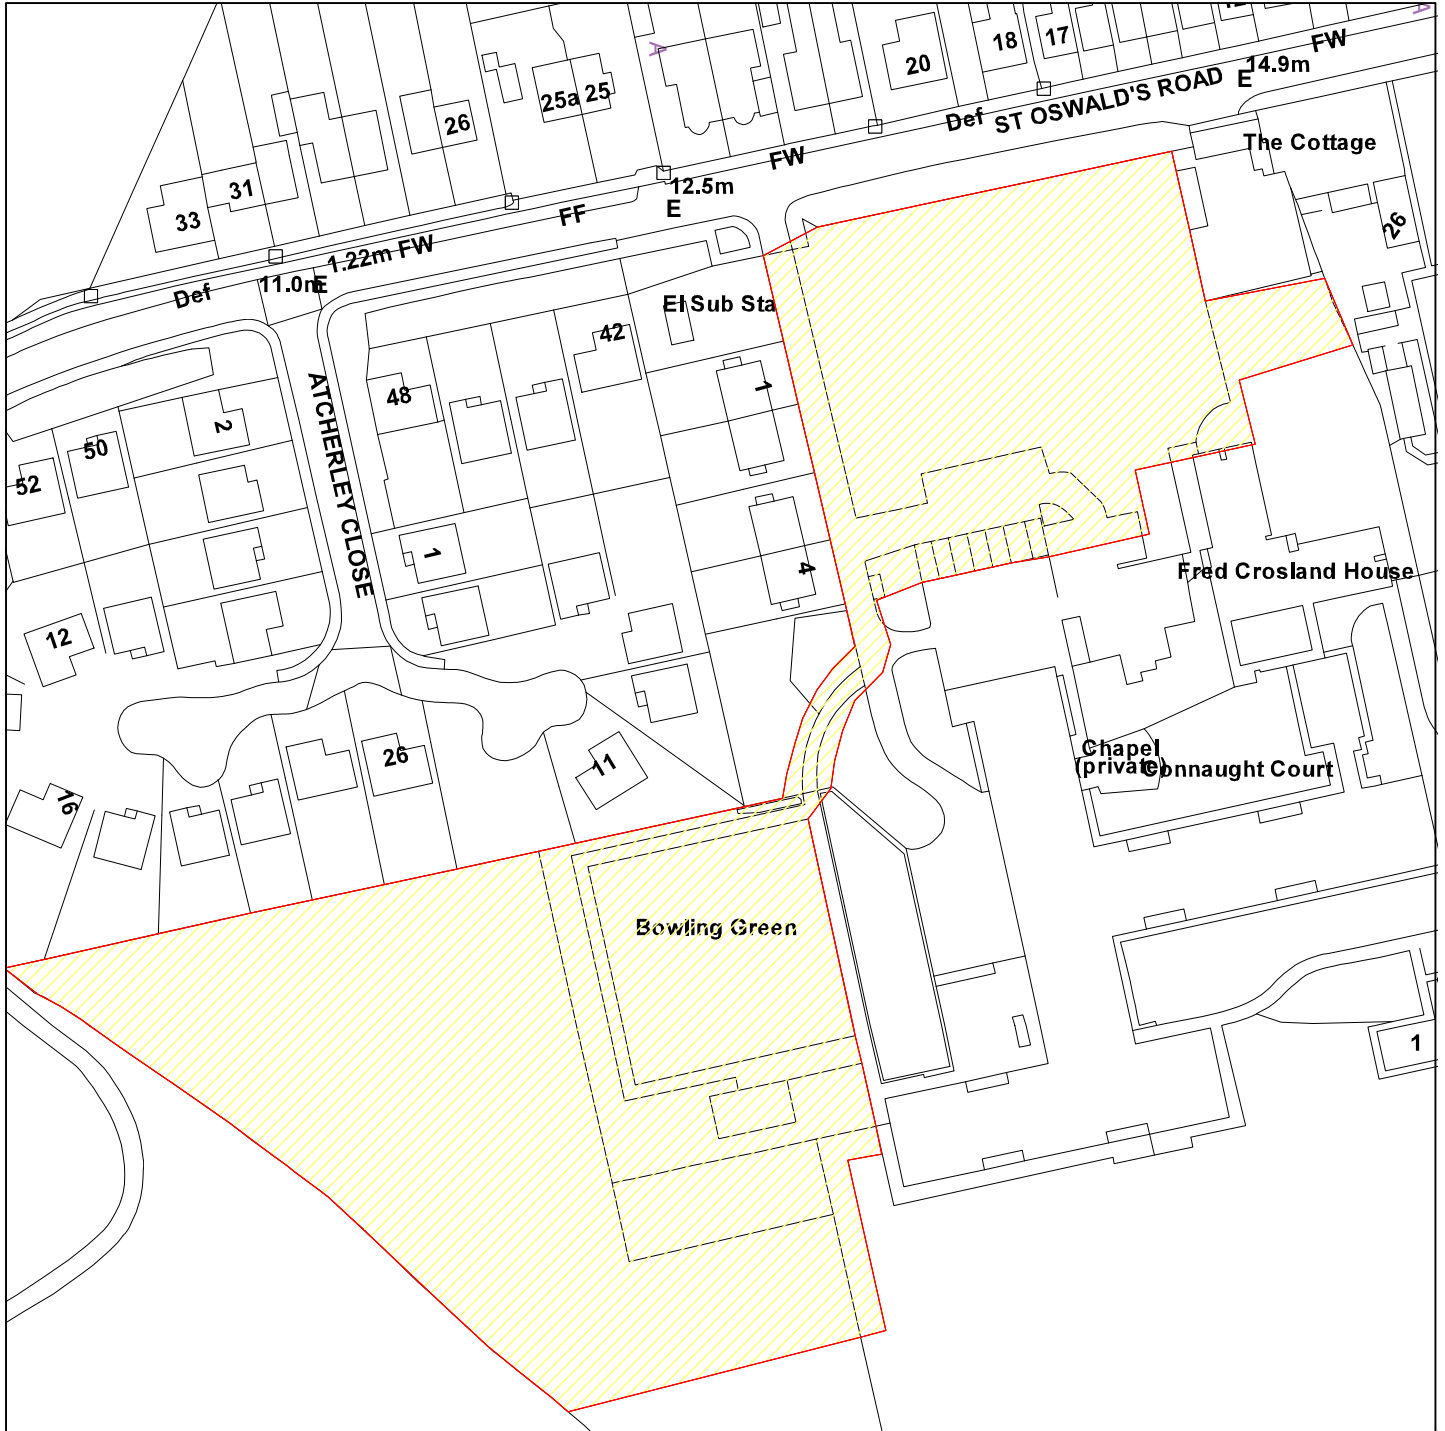 A
A
18
17
FW
20
14.9m
E
25a
25
26
Def
ST OSWALD'S ROAD
The Cottage
FW
12.5m
E
31
33
FF
26
1.22m FW
11.0m
E
Def
El Sub Sta
42
48
1
ATCHERLEY CLOSE
2
50
52
1
4
Fred Crosland House
12
Chapel
(private)
Connaught Court
26
11
16
Bowling Green
1